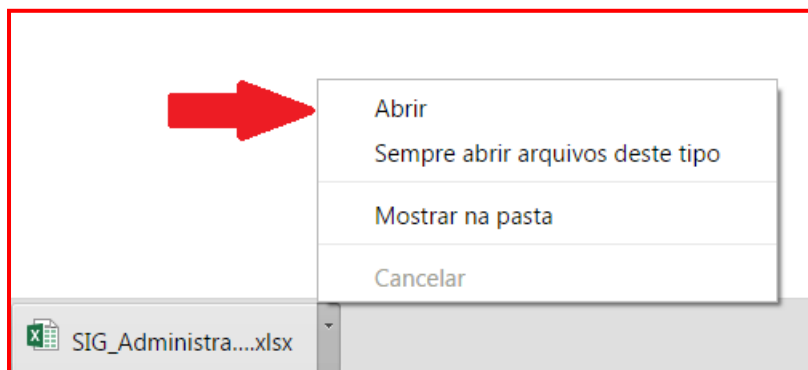 Abrir
Sempre abrir arquivos deste tipo
Mostrar na pasta
Cancelar
SIG_Administra....xlsx